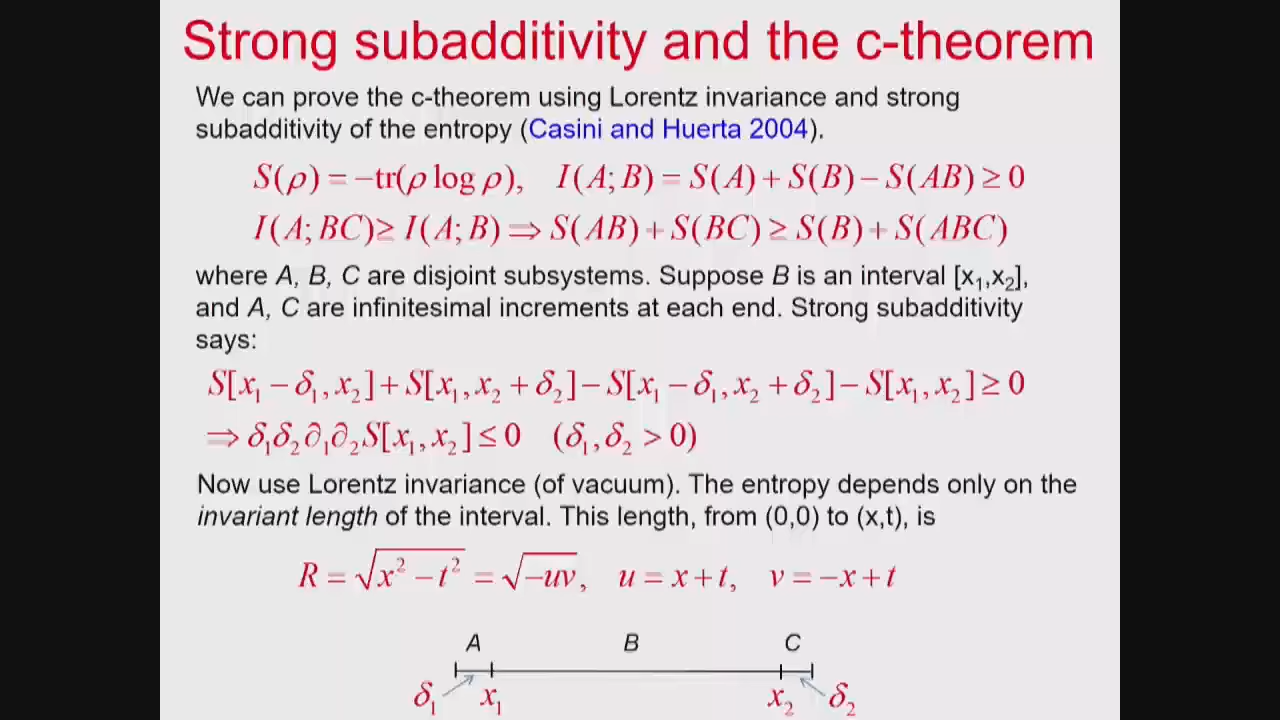 Strong subadditivity and the c-theorem
We can prove the c-theorem using Lorentz invariance and strong
subadditivity of the entropy (Casini and Huerta 2004).
S(ρ) = −tr(ρ log ρ),   I(A; B) = S(A) + S(B) − S(AB) ≥ 0
I(A; BC) ≥ I(A; B) ⇒ S(AB) + S(BC) ≥ S(B) + S(ABC)
where A, B, C are disjoint subsystems. Suppose B is an interval [x₁,x₂],
and A, C are infinitesimal increments at each end. Strong subadditivity
says:
S[x₁ − δ₁, x₂] + S[x₁, x₂ + δ₂] − S[x₁ − δ₁, x₂ + δ₂] − S[x₁, x₂] ≥ 0
⇒ δ₁δ₂∂₁∂₂S[x₁, x₂] ≤ 0   (δ₁, δ₂ > 0)
Now use Lorentz invariance (of vacuum). The entropy depends only on the
invariant length of the interval. This length, from (0,0) to (x,t), is
R = √(x² − t²) = √(−uv),   u = x + t,   v = −x + t
A B C
δ₁ x₁ x₂ δ₂